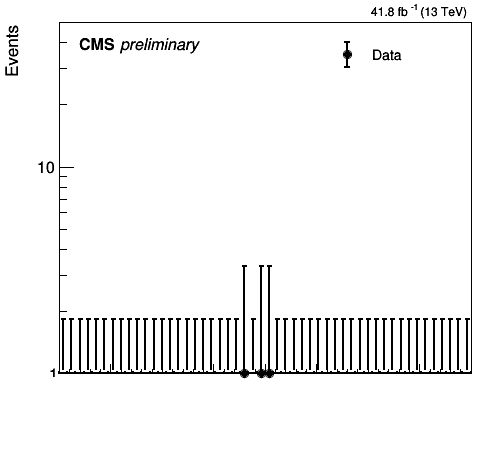 41.8 fb⁻¹ (13 TeV)
CMS preliminary
Data
Events
10
1